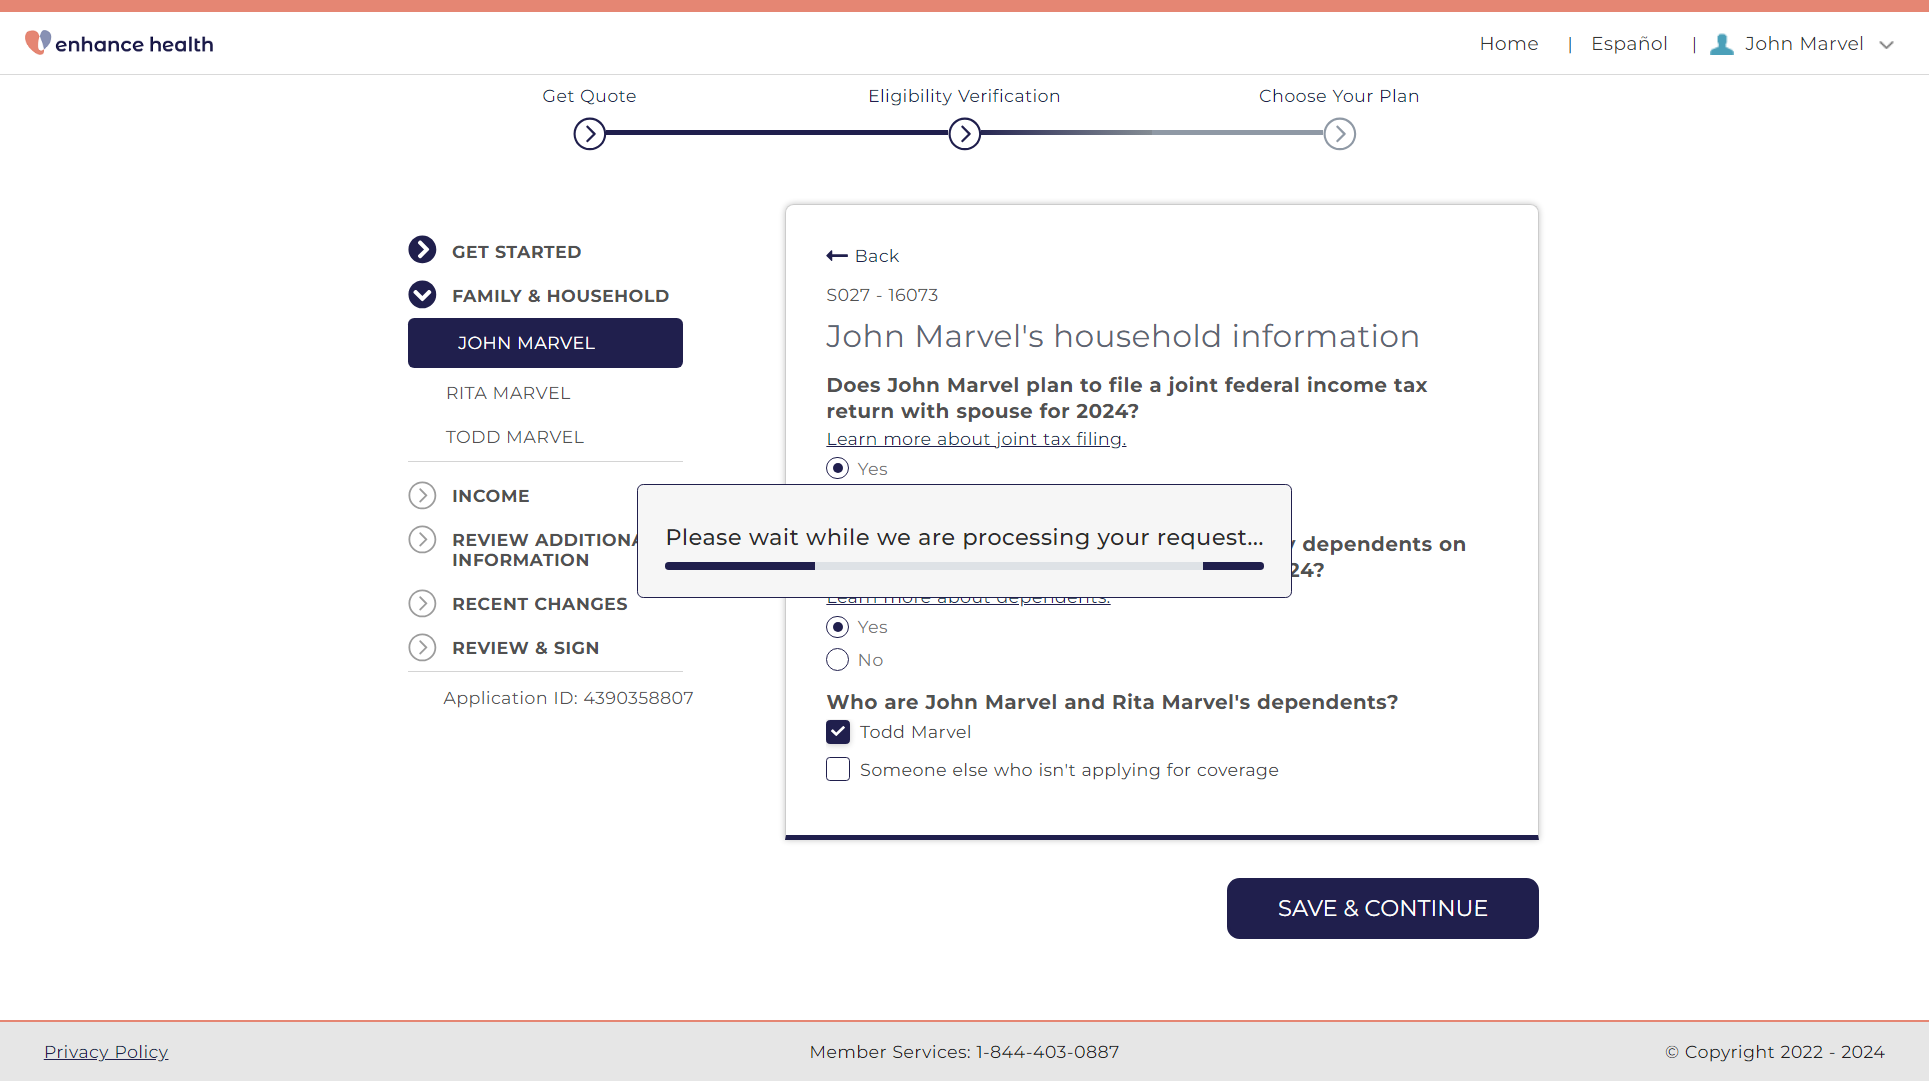 enhance health
Home | Español | John Marvel
Get Quote
Eligibility Verification
Choose Your Plan
GET STARTED
FAMILY & HOUSEHOLD
JOHN MARVEL
RITA MARVEL
TODD MARVEL
INCOME
REVIEW ADDITIONA
INFORMATION
RECENT CHANGES
REVIEW & SIGN
Application ID: 4390358807
Back
S027 - 16073
John Marvel's household information
Does John Marvel plan to file a joint federal income tax
return with spouse for 2024?
Learn more about joint tax filing.
Yes
Please wait while we are processing your request...
dependents on
24?
Learn more about dependents.
Yes
No
Who are John Marvel and Rita Marvel's dependents?
Todd Marvel
Someone else who isn't applying for coverage
SAVE & CONTINUE
Privacy Policy
Member Services: 1-844-403-0887
© Copyright 2022 - 2024